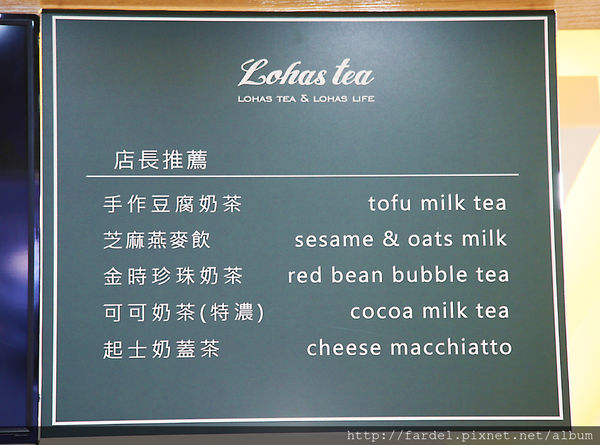 Lohas tea
LOHAS TEA & LOHAS LIFE
店長推薦
手作豆腐奶茶 tofu milk tea
芝麻燕麥飲 sesame & oats milk
金時珍珠奶茶 red bean bubble tea
可可奶茶(特濃) cocoa milk tea
起士奶蓋茶 cheese macchiatto
http://fardel.pixnet.net/album